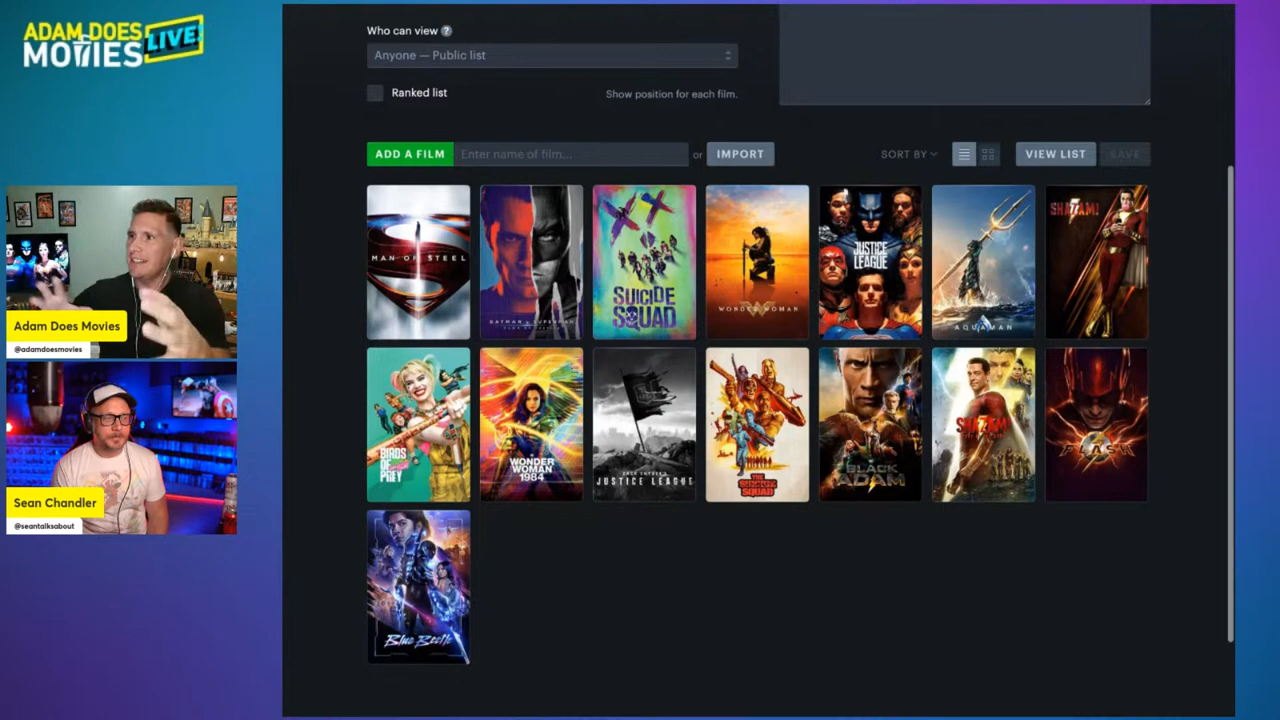 ADAM DOES
MOVIES
LIVE!
Who can view ?
Anyone — Public list
Ranked list
Show position for each film.
ADD A FILM
Enter name of film...
or
IMPORT
SORT BY
VIEW LIST
SAVE
MAN OF STEEL
SUICIDE
SQUAD
WONDER WOMAN
JUSTICE
LEAGUE
AQUAMAN
SHAZAM!
Adam Does Movies
@adamdoesmovies
BIRDS
OF
PREY
WONDER
WOMAN
1984
ZACK SNYDER'S
JUSTICE LEAGUE
THE
SUICIDE
SQUAD
BLACK
ADAM
SHAZAM!
FLASH
Sean Chandler
@seantalksabout
Blue Beetle